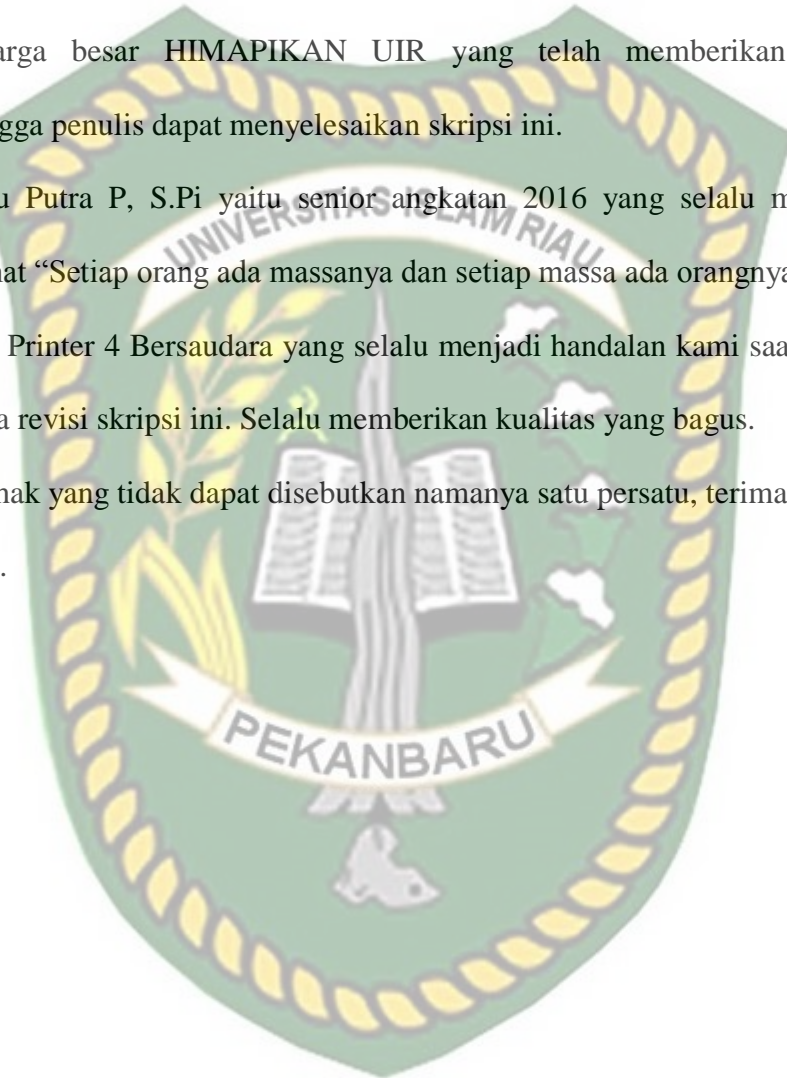 arga besar HIMAPIKAN UIR yang telah memberikan
gga penulis dapat menyelesaikan skripsi ini.
u Putra P, S.Pi yaitu senior angkatan 2016 yang selalu m
UNIVERSITAS ISLAM RIAU
nat “Setiap orang ada massanya dan setiap massa ada orangnya
Printer 4 Bersaudara yang selalu menjadi handalan kami saa
a revisi skripsi ini. Selalu memberikan kualitas yang bagus.
nak yang tidak dapat disebutkan namanya satu persatu, terima
.
PEKANBARU